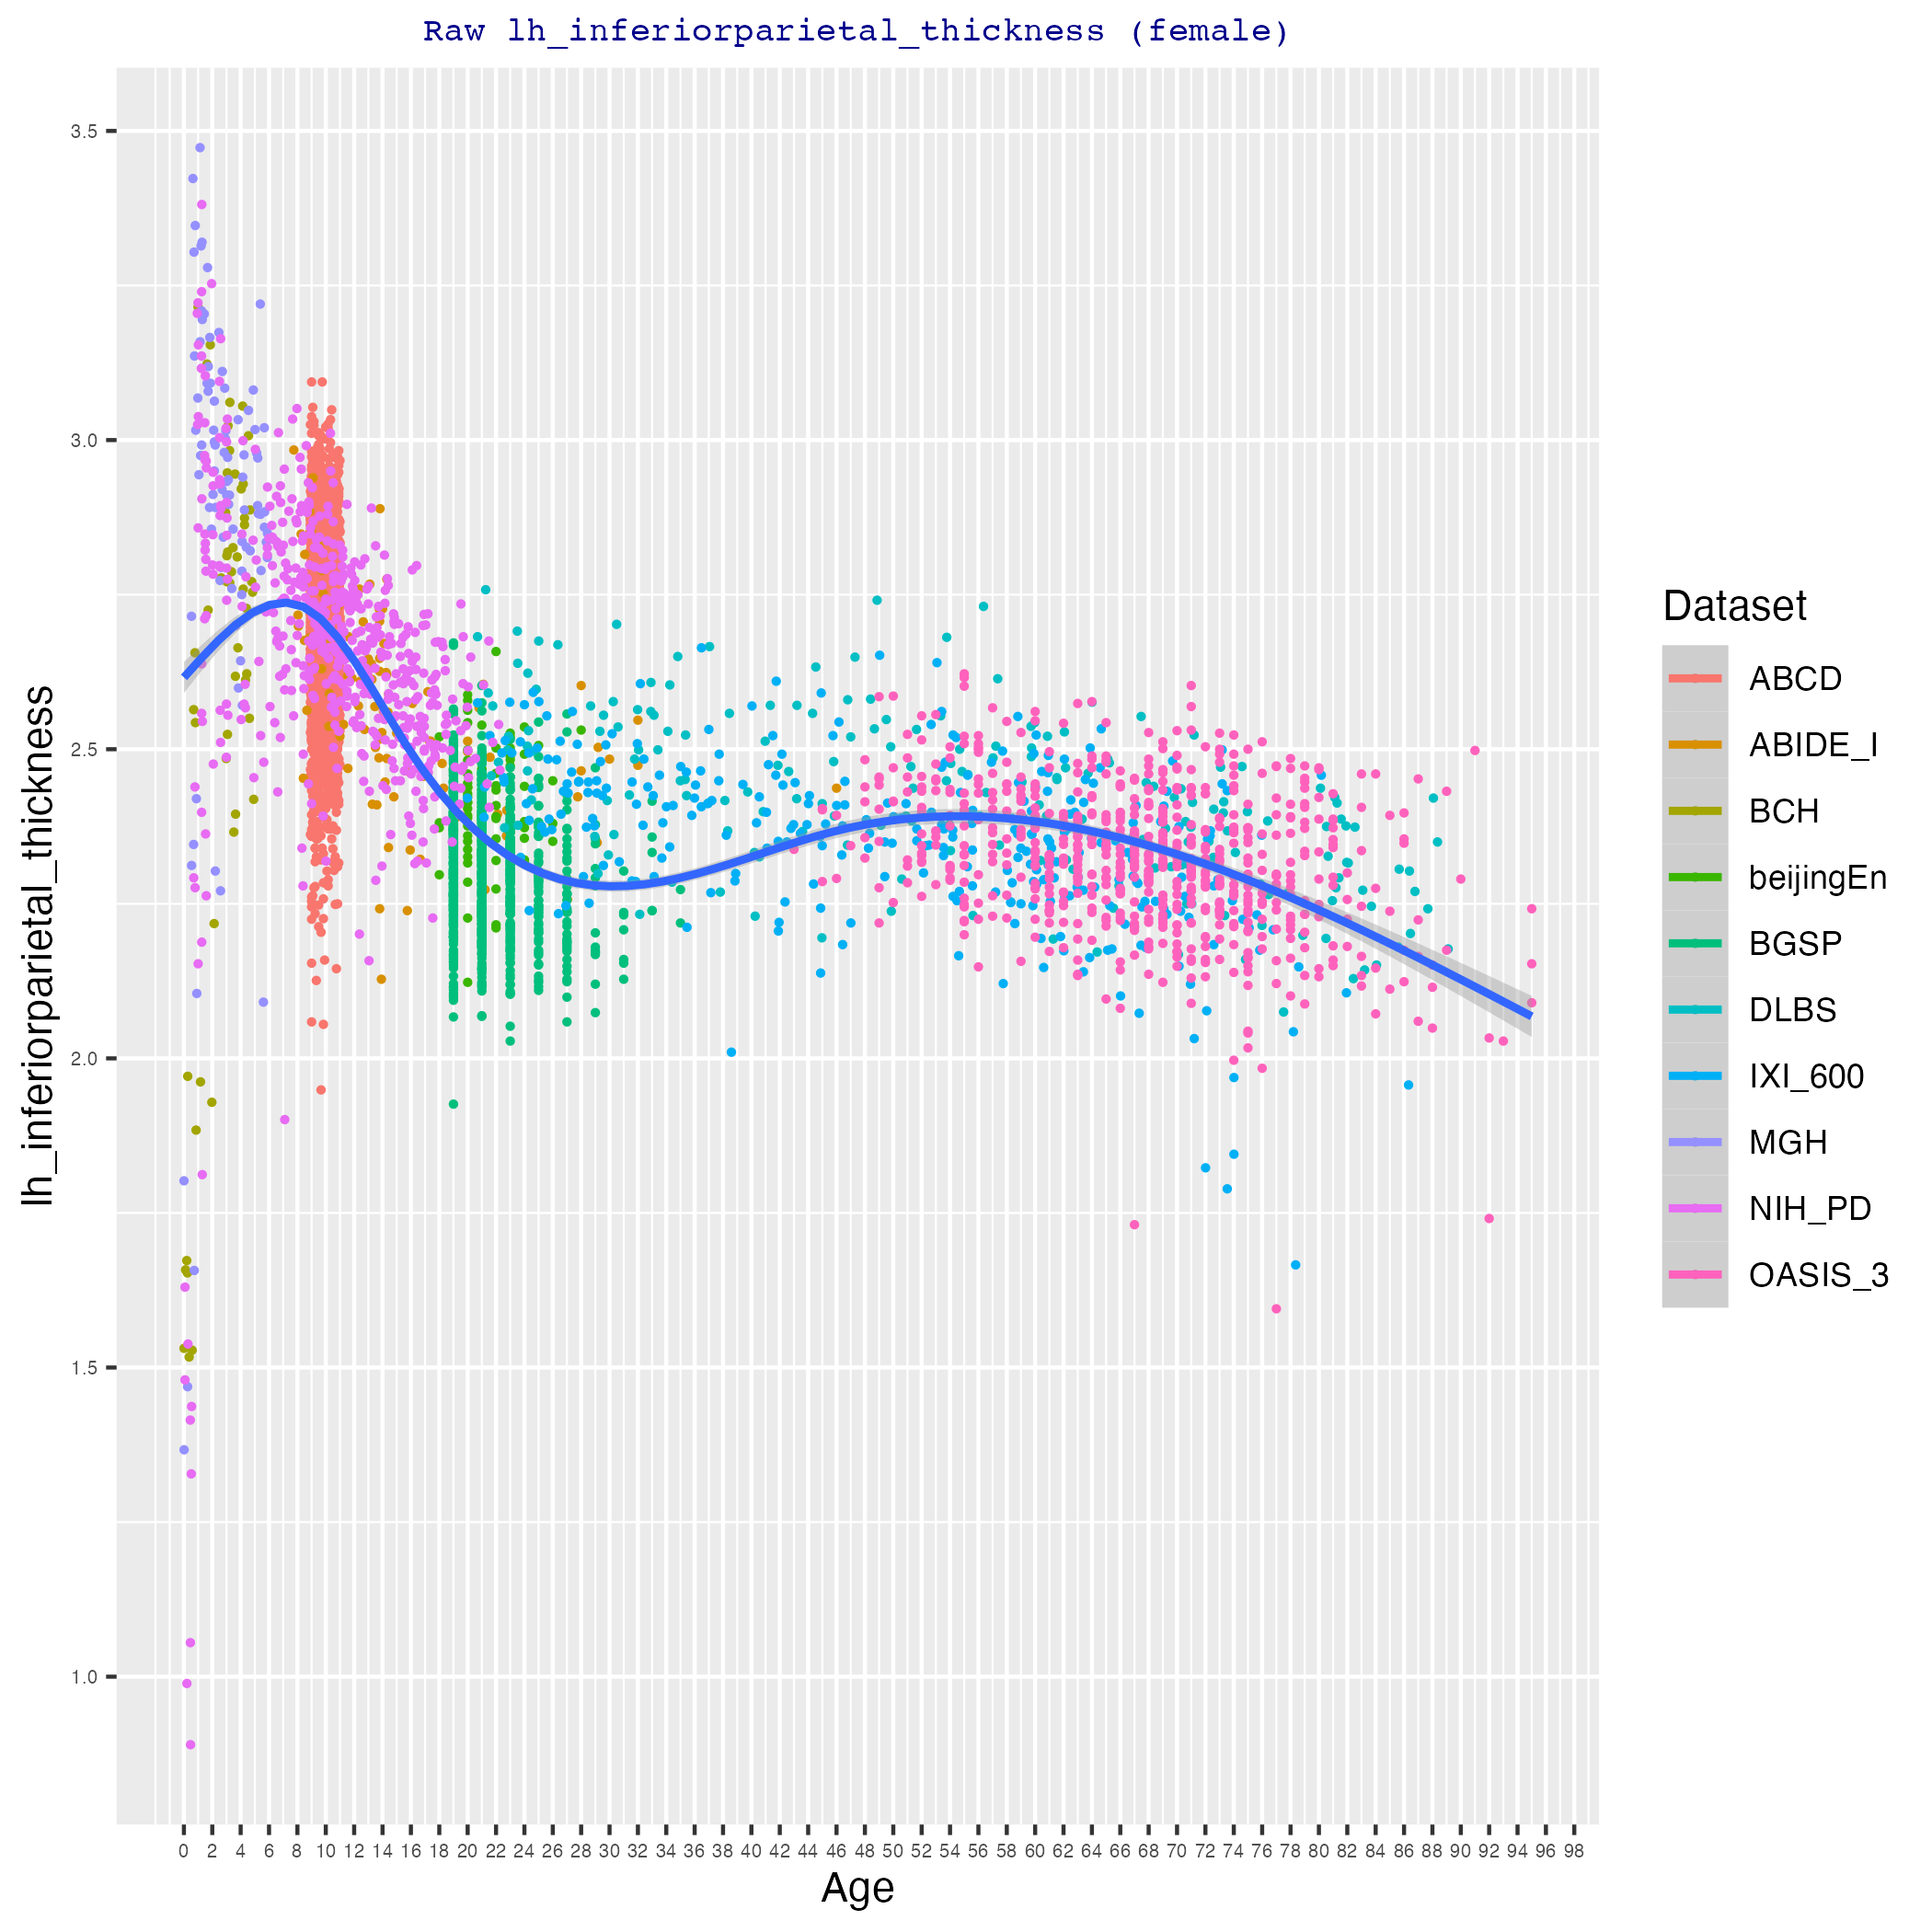 Raw lh_inferiorparietal_thickness (female)
lh_inferiorparietal_thickness
3.5
3.0
2.5
2.0
1.5
1.0
0 2 4 6 8 10 12 14 16 18 20 22 24 26 28 30 32 34 36 38 40 42 44 46 48 50 52 54 56 58 60 62 64 66 68 70 72 74 76 78 80 82 84 86 88 90 92 94 96 98
Age
Dataset
ABCD
ABIDE_I
BCH
beijingEn
BGSP
DLBS
IXI_600
MGH
NIH_PD
OASIS_3